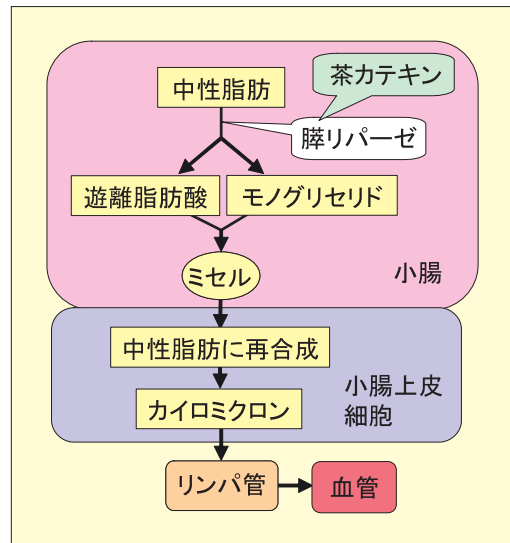 茶カテキン
中性脂肪
膵リパーゼ
遊離脂肪酸
モノグリセリド
ミセル
小腸
中性脂肪に再合成
小腸上皮
細胞
カイロミクロン
リンパ管
血管